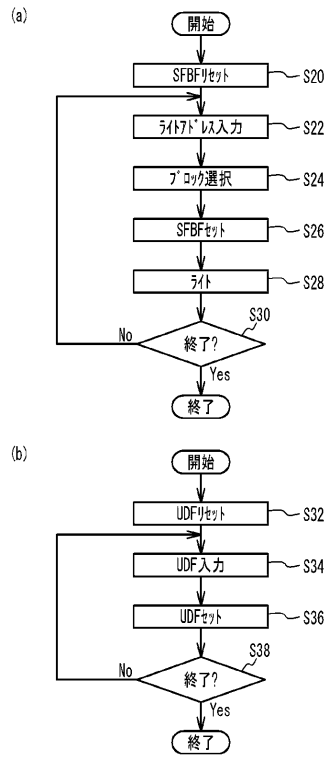 (a)
開始
SFBFﾘｾｯﾄ
S20
ﾗｲﾄｱﾄﾞﾚｽ入力
S22
ﾌﾞﾛｯｸ選択
S24
SFBFｾｯﾄ
S26
ﾗｲﾄ
S28
S30
終了?
No
Yes
終了
(b)
開始
UDFﾘｾｯﾄ
S32
UDF入力
S34
UDFｾｯﾄ
S36
S38
終了?
No
Yes
終了